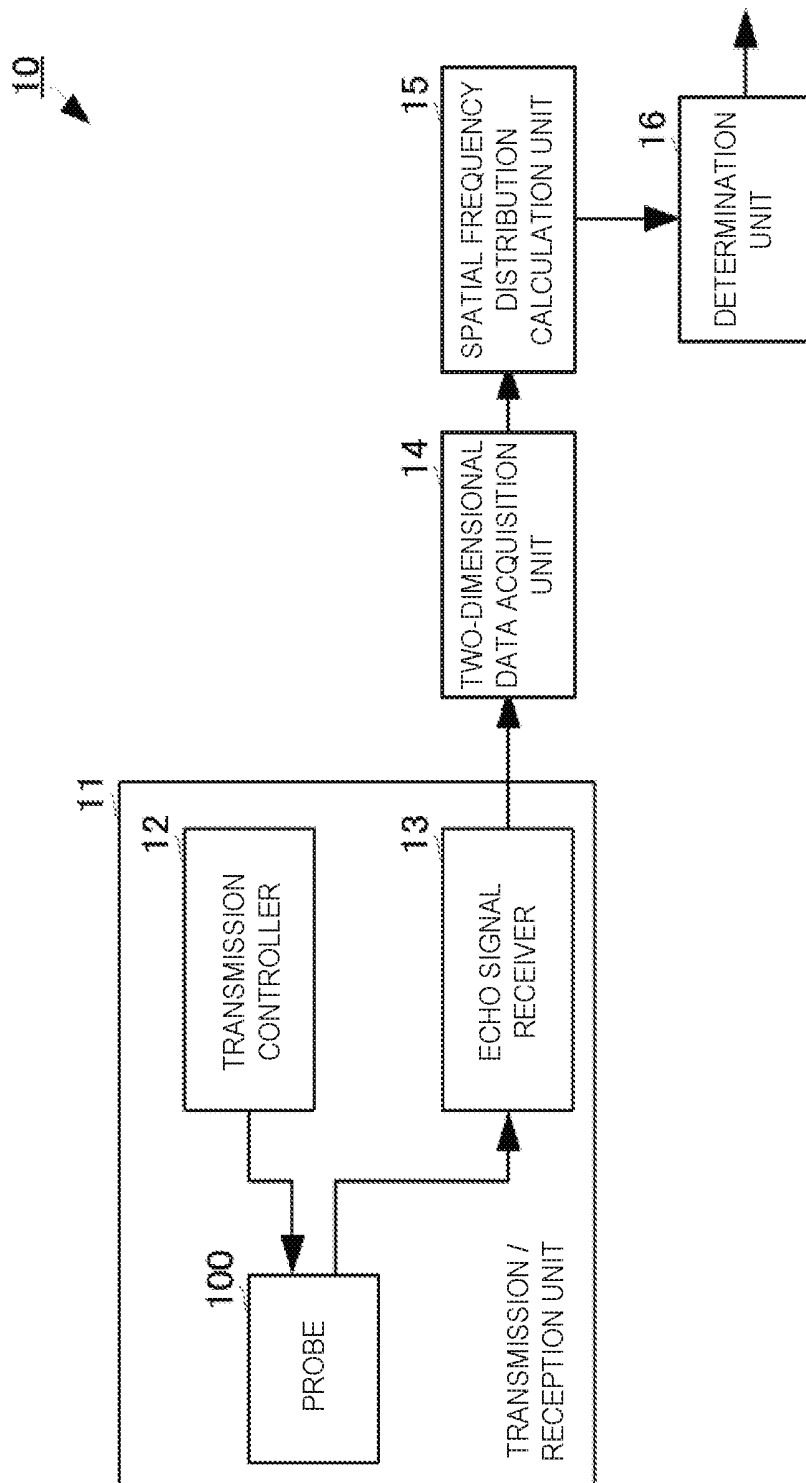 10
11
100
PROBE
12
TRANSMISSION
CONTROLLER
13
ECHO SIGNAL
RECEIVER
TRANSMISSION /
RECEPTION UNIT
14
TWO-DIMENSIONAL
DATA ACQUISITION
UNIT
15
SPATIAL FREQUENCY
DISTRIBUTION
CALCULATION UNIT
16
DETERMINATION
UNIT